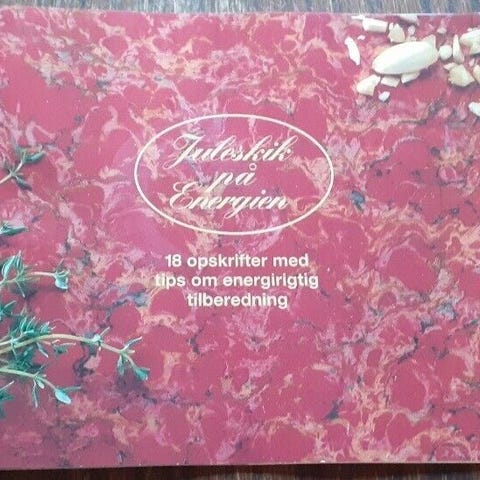 Juleskik
på
Energien
18 opskrifter med
tips om energirigtig
tilberedning